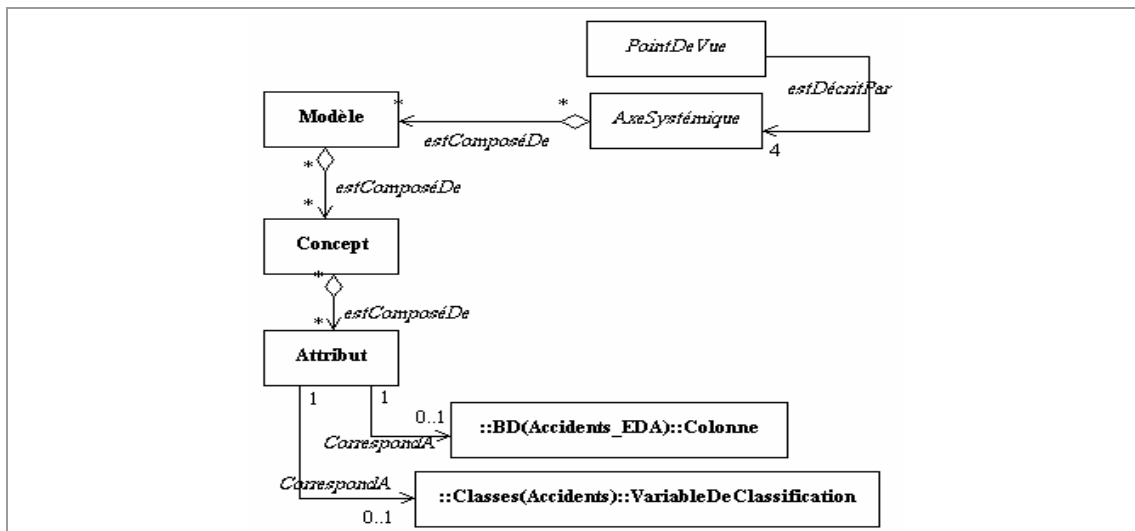 PointDeVue
estDécritPar
AxeSystémique
4
*
*
estComposéDe
Modèle
*
estComposéDe
*
Concept
*
estComposéDe
*
Attribut
1
1
0..1
CorrespondA
::BD(Accidents_EDA)::Colonne
CorrespondA
0..1
::Classes(Accidents)::VariableDeClassification